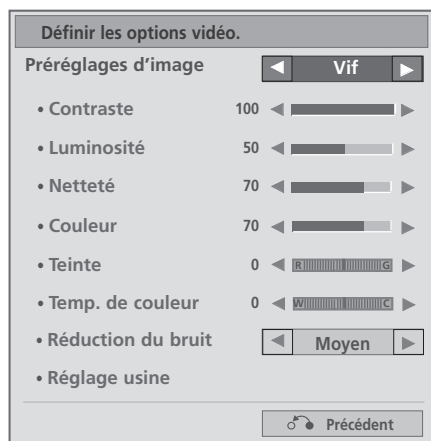 Définir les options vidéo.
Préréglages d'image ◄ Vif ►
• Contraste 100 ◄ ►
• Luminosité 50 ◄ ►
• Netteté 70 ◄ ►
• Couleur 70 ◄ ►
• Teinte 0 ◄ R G ►
• Temp. de couleur 0 ◄ W C ►
• Réduction du bruit ◄ Moyen ►
• Réglage usine
Précédent